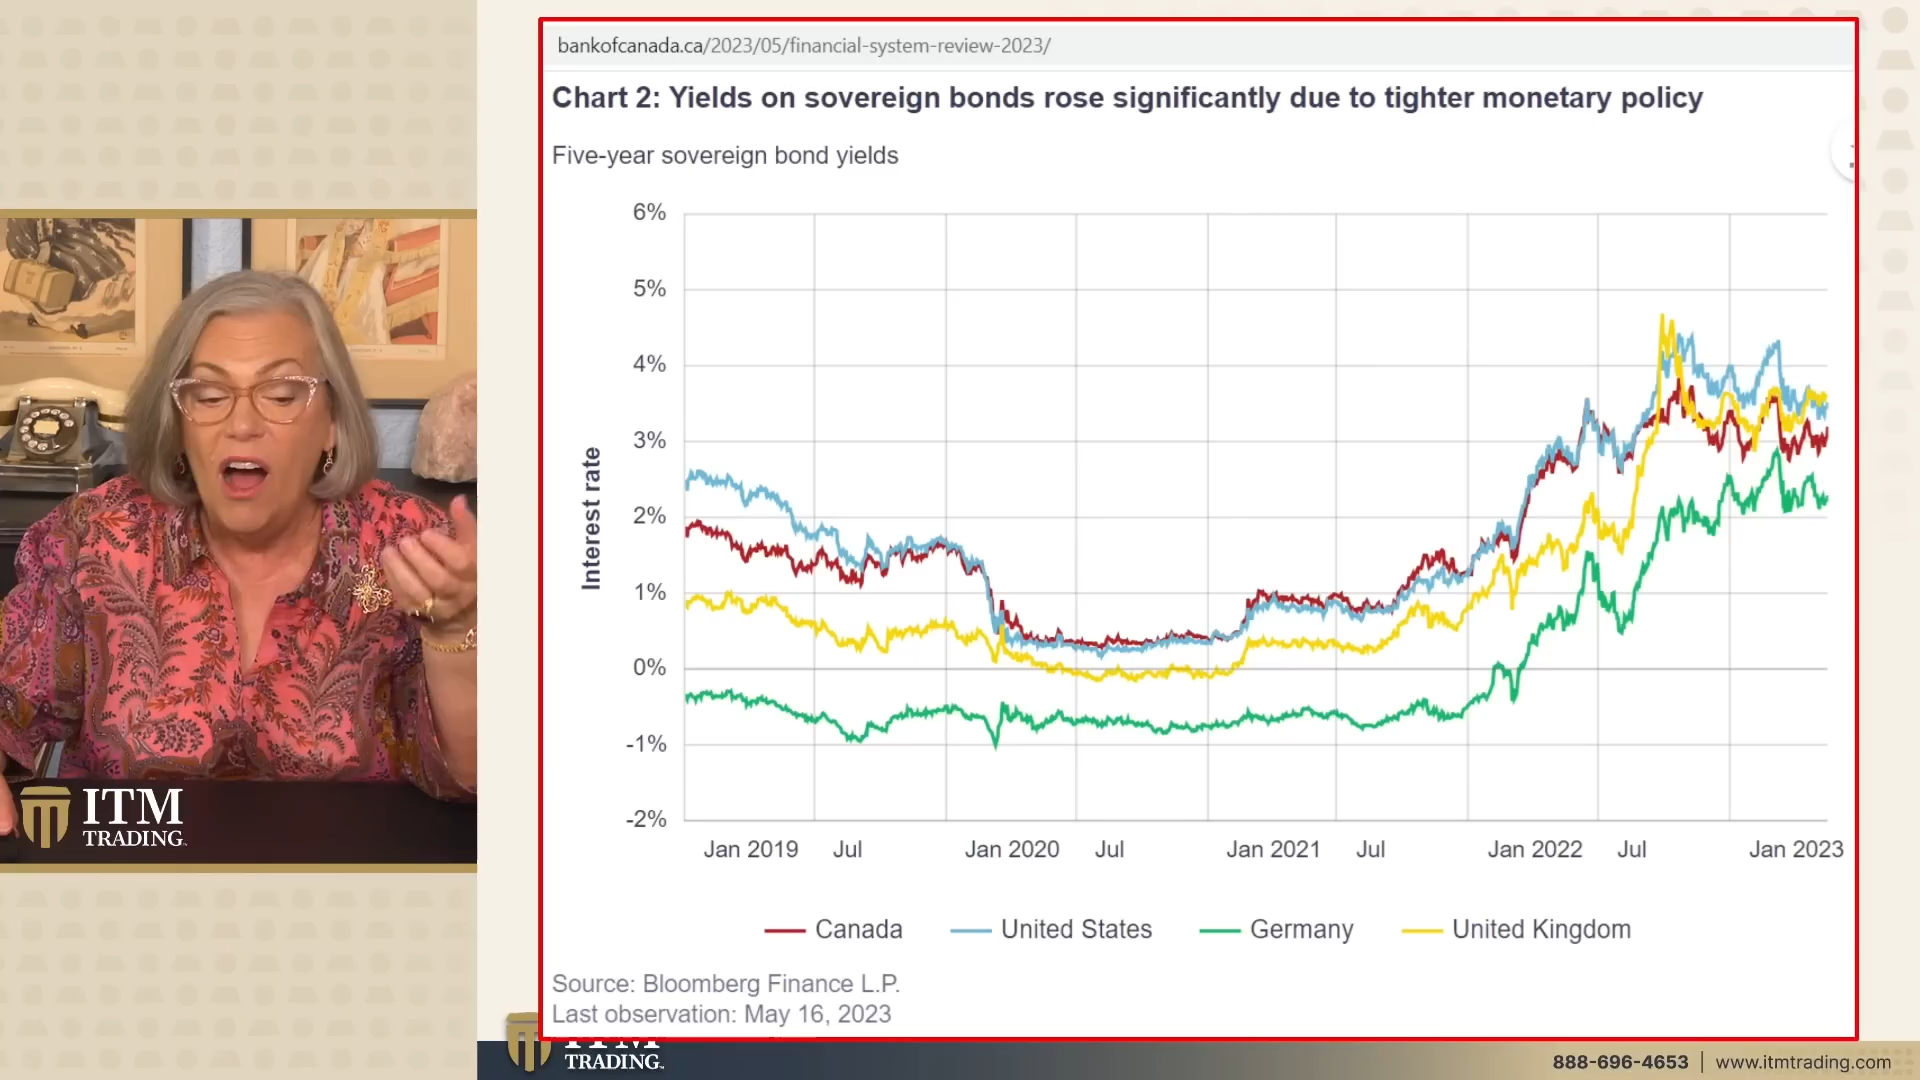 bankofcanada.ca/2023/05/financial-system-review-2023/
Chart 2: Yields on sovereign bonds rose significantly due to tighter monetary policy
Five-year sovereign bond yields
6%
5%
4%
3%
2%
1%
0%
-1%
-2%
Interest rate
Jan 2019 Jul Jan 2020 Jul Jan 2021 Jul Jan 2022 Jul Jan 2023
Canada United States Germany United Kingdom
Source: Bloomberg Finance L.P.
Last observation: May 16, 2023
ITM
TRADING
ITM
TRADING
888-696-4653 | www.itmtrading.com